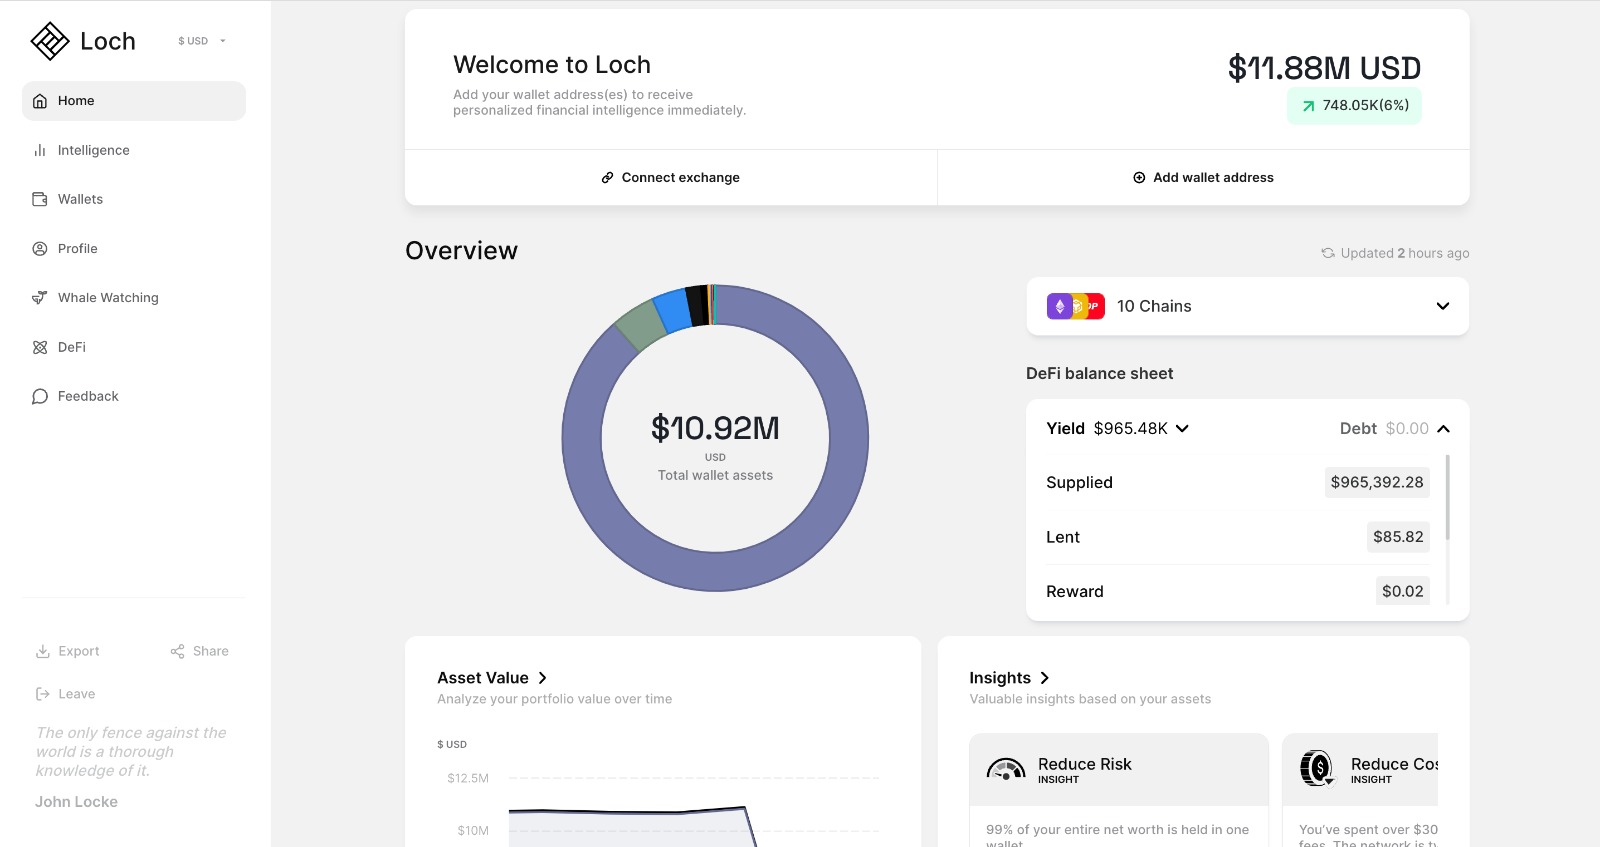 Loch
$ USD
Home
Intelligence
Wallets
Profile
Whale Watching
DeFi
Feedback
Export
Share
Leave
The only fence against the
world is a thorough
knowledge of it.
John Locke
Welcome to Loch
Add your wallet address(es) to receive
personalized financial intelligence immediately.
$11.88M USD
748.05K(6%)
Connect exchange
Add wallet address
Overview
Updated 2 hours ago
$10.92M
USD
Total wallet assets
10 Chains
DeFi balance sheet
Yield $965.48K
Debt $0.00
Supplied
$965,392.28
Lent
$85.82
Reward
$0.02
Asset Value
Analyze your portfolio value over time
$ USD
$12.5M
$10M
Insights
Valuable insights based on your assets
Reduce Risk
INSIGHT
99% of your entire net worth is held in one
wallet
Reduce Cos
INSIGHT
You've spent over $30
fees. The network is